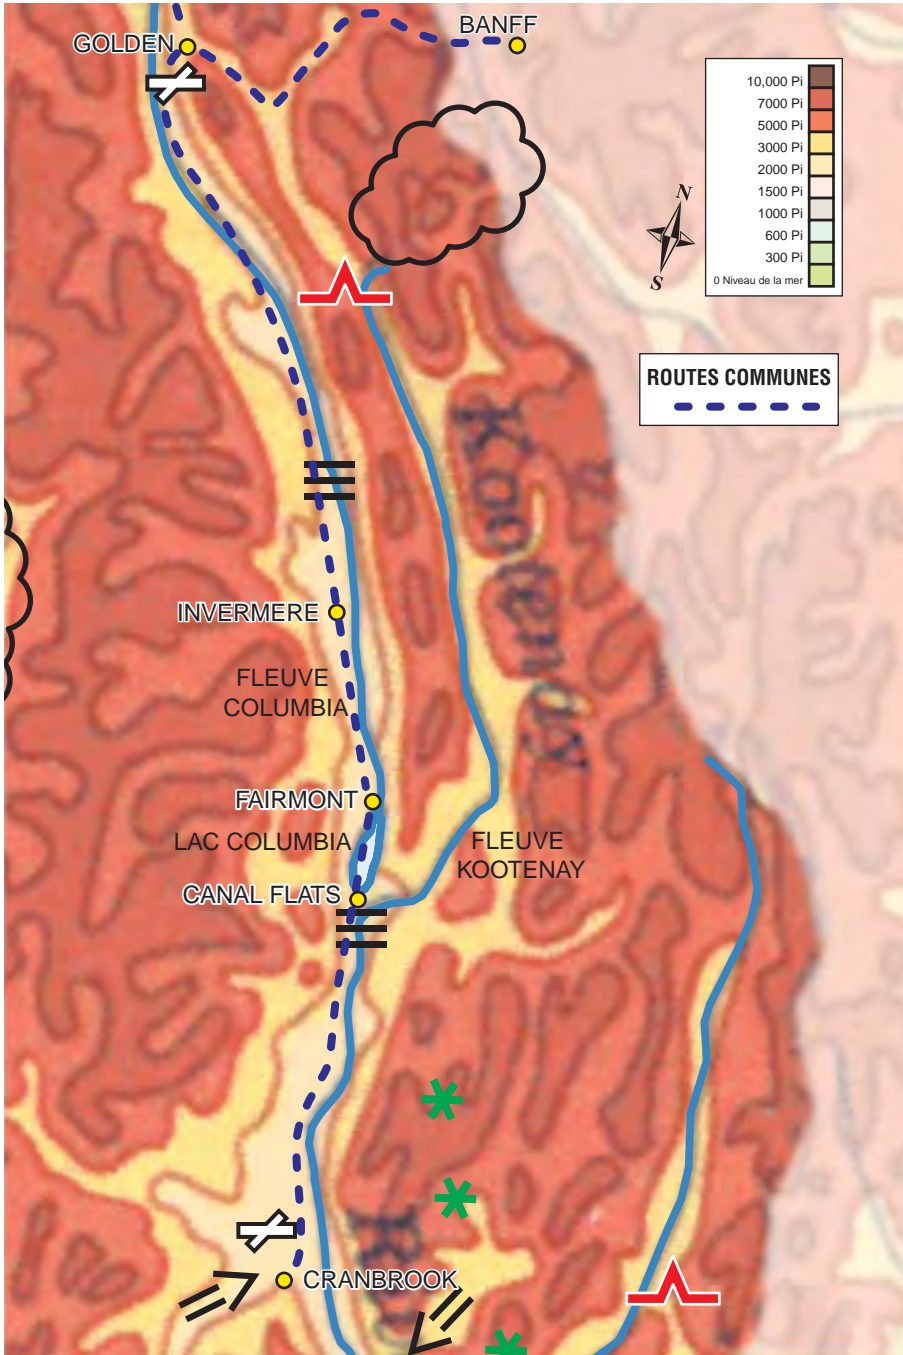 BANFF
GOLDEN
10,000 Pi
7000 Pi
5000 Pi
3000 Pi
2000 Pi
1500 Pi
1000 Pi
600 Pi
300 Pi
0 Niveau de la mer
N
S
ROUTES COMMUNES
Kootenay
INVERMERE
FLEUVE
COLUMBIA
FAIRMONT
LAC COLUMBIA
FLEUVE
KOOTENAY
CANAL FLATS
CRANBROOK